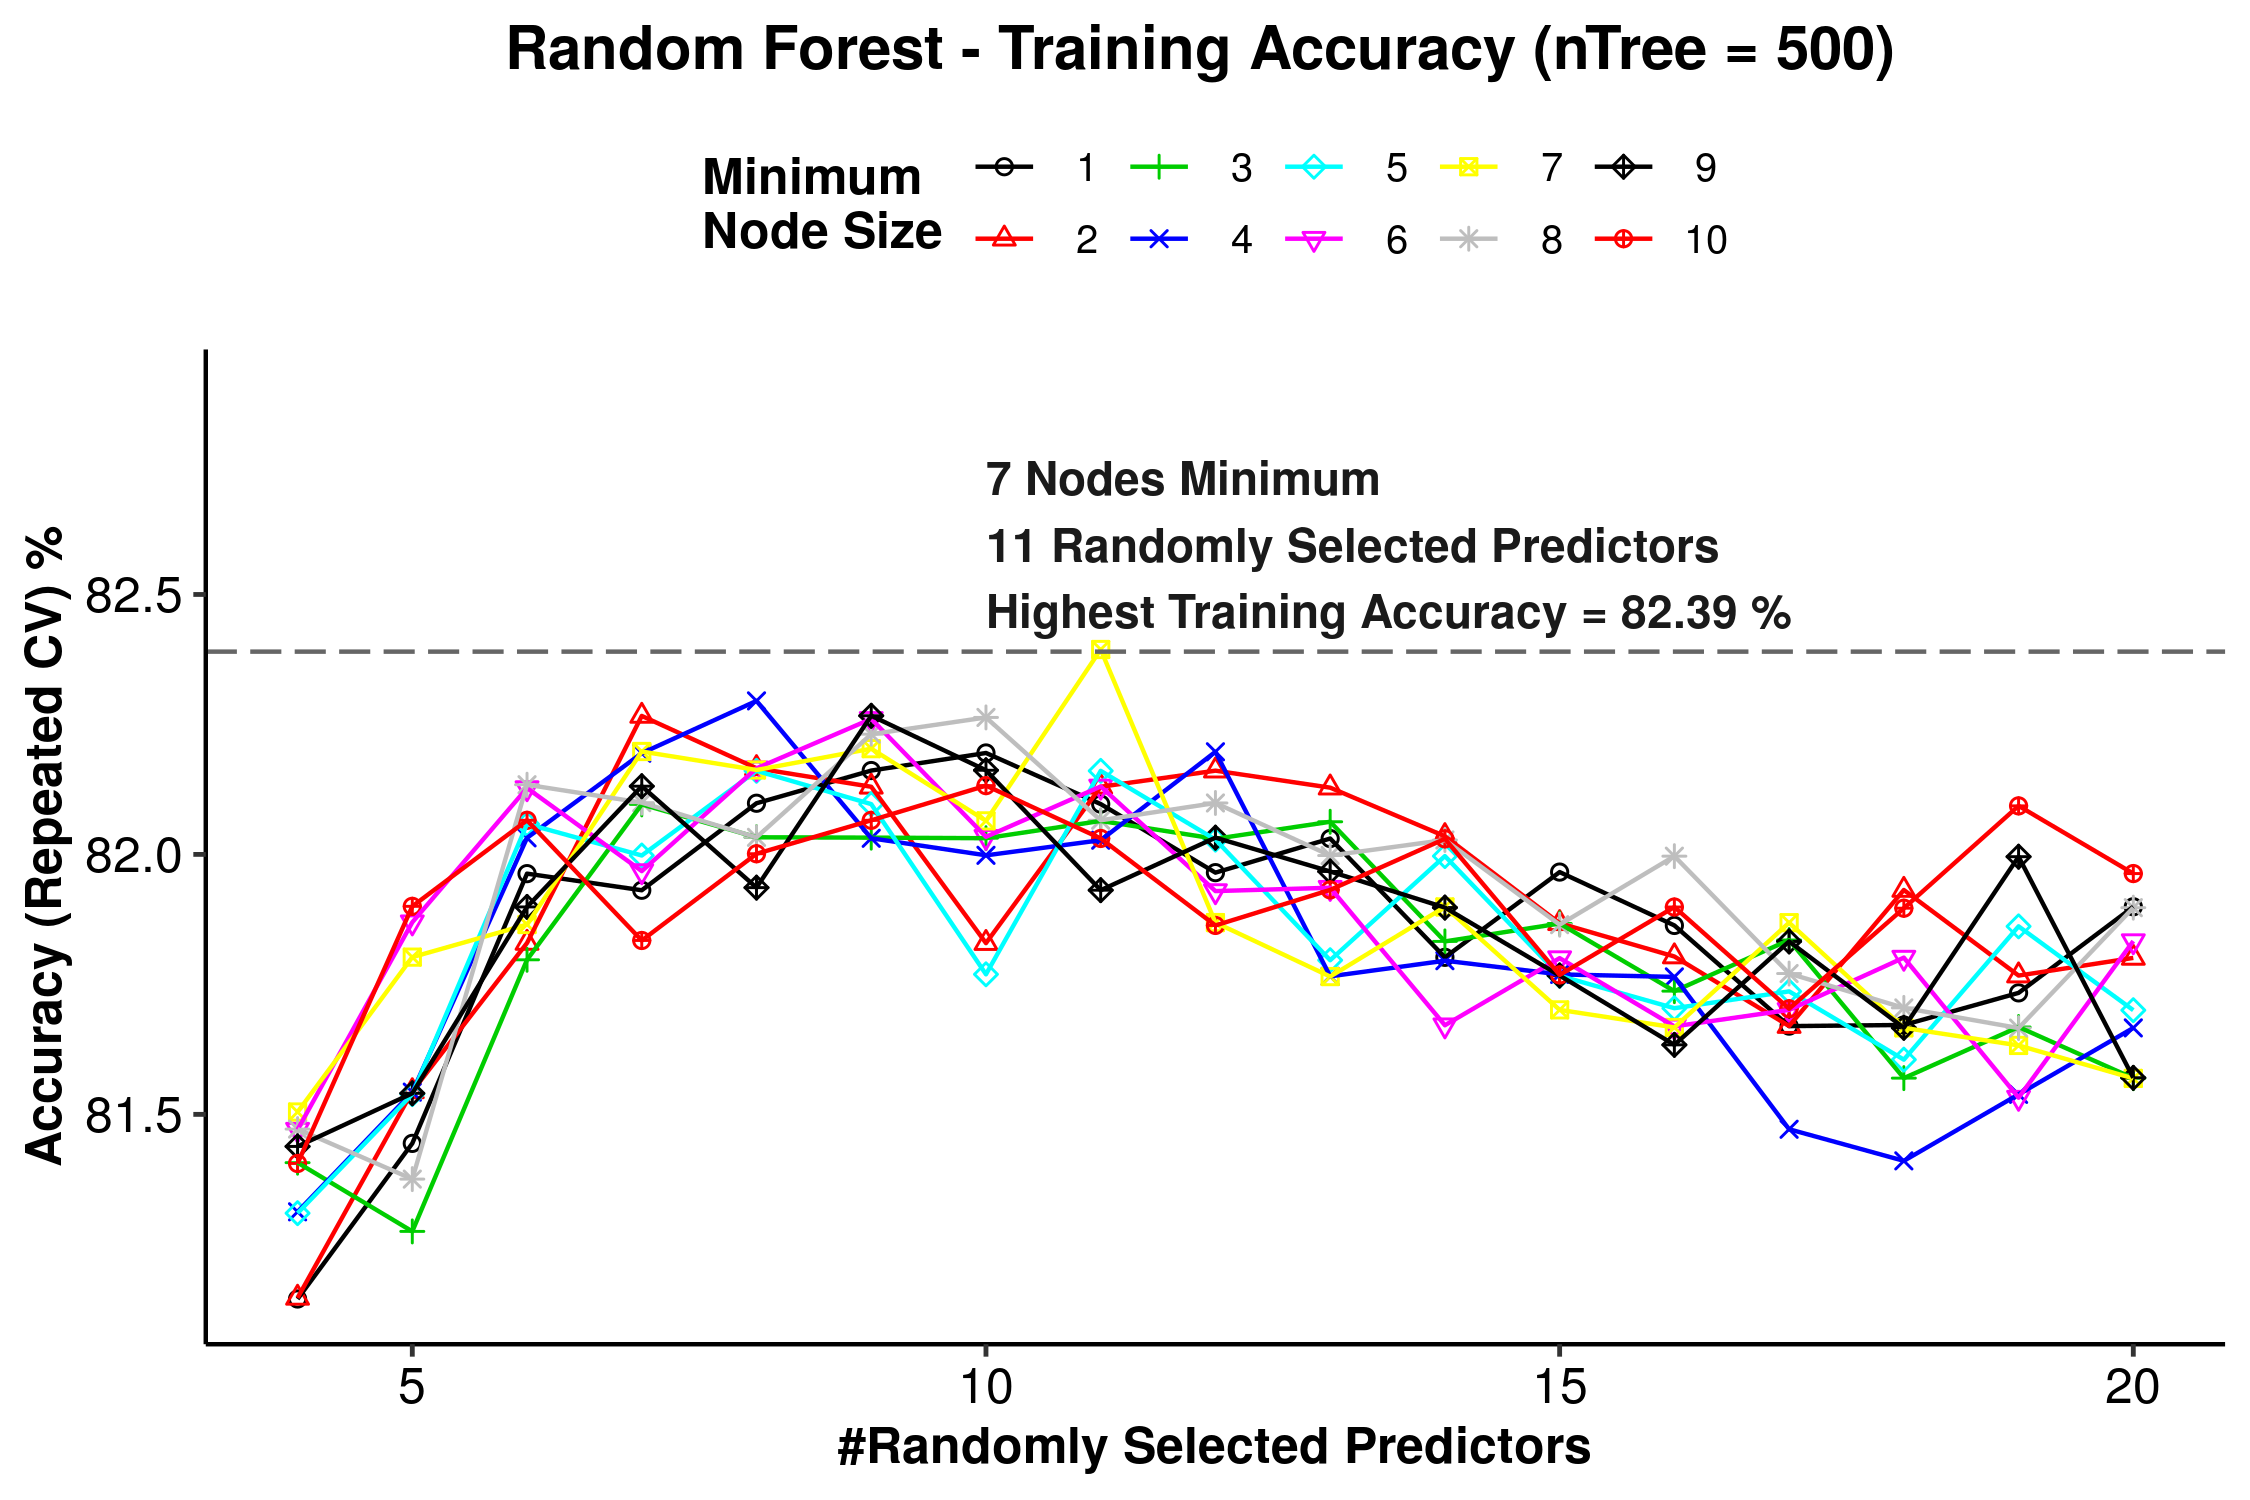 Random Forest - Training Accuracy (nTree = 500)
Minimum
Node Size
1 3 5 7 9
2 4 6 8 10
7 Nodes Minimum
11 Randomly Selected Predictors
Highest Training Accuracy = 82.39 %
Accuracy (Repeated CV) %
82.5
82.0
81.5
5 10 15 20
#Randomly Selected Predictors